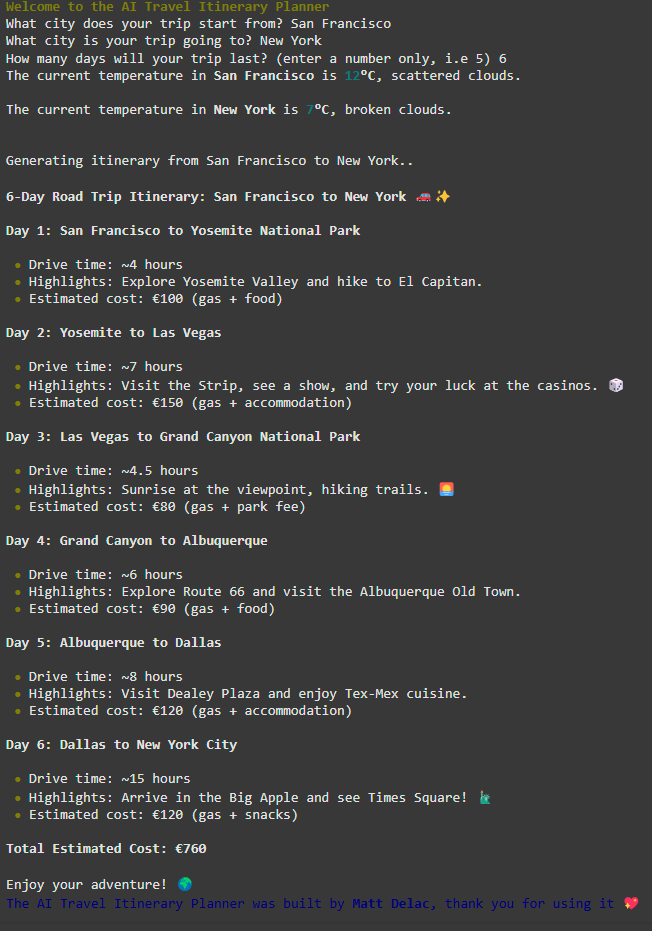 Welcome to the AI Travel Itinerary Planner
What city does your trip start from? San Francisco
What city is your trip going to? New York
How many days will your trip last? (enter a number only, i.e 5) 6
The current temperature in San Francisco is 12°C, scattered clouds.
The current temperature in New York is 7°C, broken clouds.
Generating itinerary from San Francisco to New York..
6-Day Road Trip Itinerary: San Francisco to New York 🚗✨
Day 1: San Francisco to Yosemite National Park
• Drive time: ~4 hours
• Highlights: Explore Yosemite Valley and hike to El Capitan.
• Estimated cost: €100 (gas + food)
Day 2: Yosemite to Las Vegas
• Drive time: ~7 hours
• Highlights: Visit the Strip, see a show, and try your luck at the casinos. 🎲
• Estimated cost: €150 (gas + accommodation)
Day 3: Las Vegas to Grand Canyon National Park
• Drive time: ~4.5 hours
• Highlights: Sunrise at the viewpoint, hiking trails. 🌅
• Estimated cost: €80 (gas + park fee)
Day 4: Grand Canyon to Albuquerque
• Drive time: ~6 hours
• Highlights: Explore Route 66 and visit the Albuquerque Old Town.
• Estimated cost: €90 (gas + food)
Day 5: Albuquerque to Dallas
• Drive time: ~8 hours
• Highlights: Visit Dealey Plaza and enjoy Tex-Mex cuisine.
• Estimated cost: €120 (gas + accommodation)
Day 6: Dallas to New York City
• Drive time: ~15 hours
• Highlights: Arrive in the Big Apple and see Times Square! 🗽
• Estimated cost: €120 (gas + snacks)
Total Estimated Cost: €760
Enjoy your adventure! 🌍
The AI Travel Itinerary Planner was built by Matt Delac, thank you for using it 💖